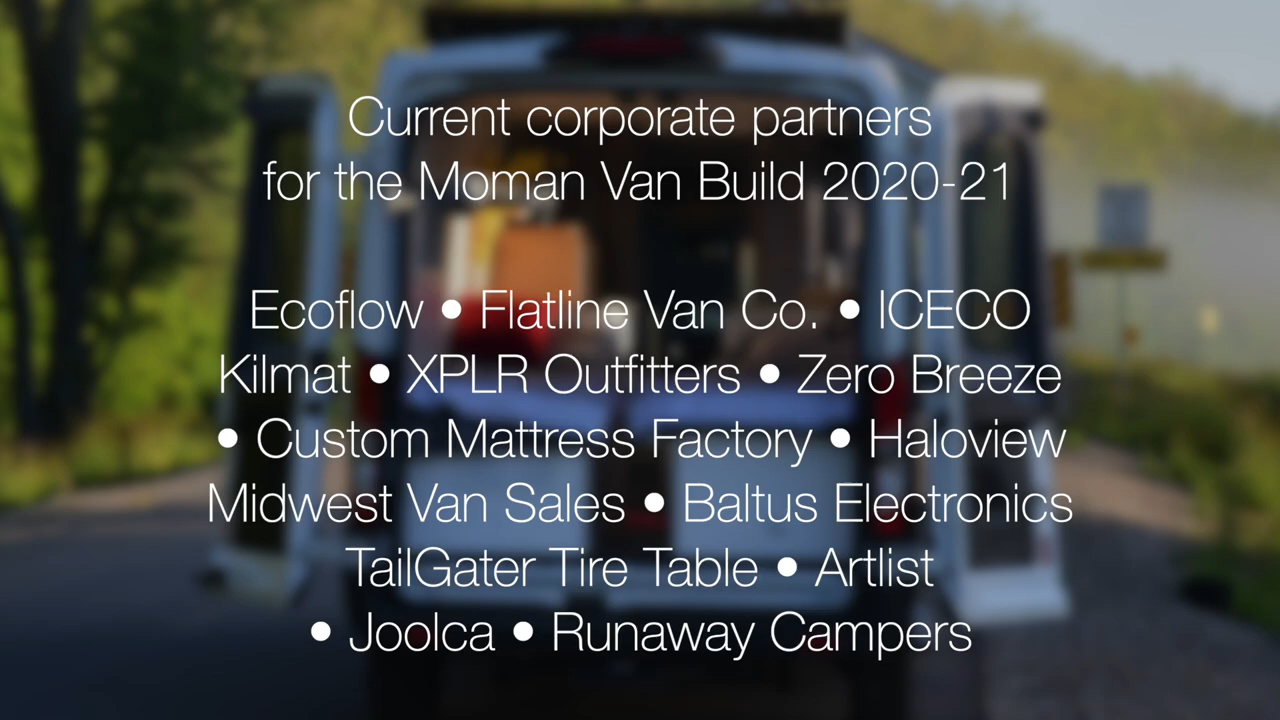 Current corporate partners
for the Moman Van Build 2020-21
Ecoflow • Flatline Van Co. • ICECO
Kilmat • XPLR Outfitters • Zero Breeze
• Custom Mattress Factory • Haloview
Midwest Van Sales • Baltus Electronics
TailGater Tire Table • Artlist
• Joolca • Runaway Campers